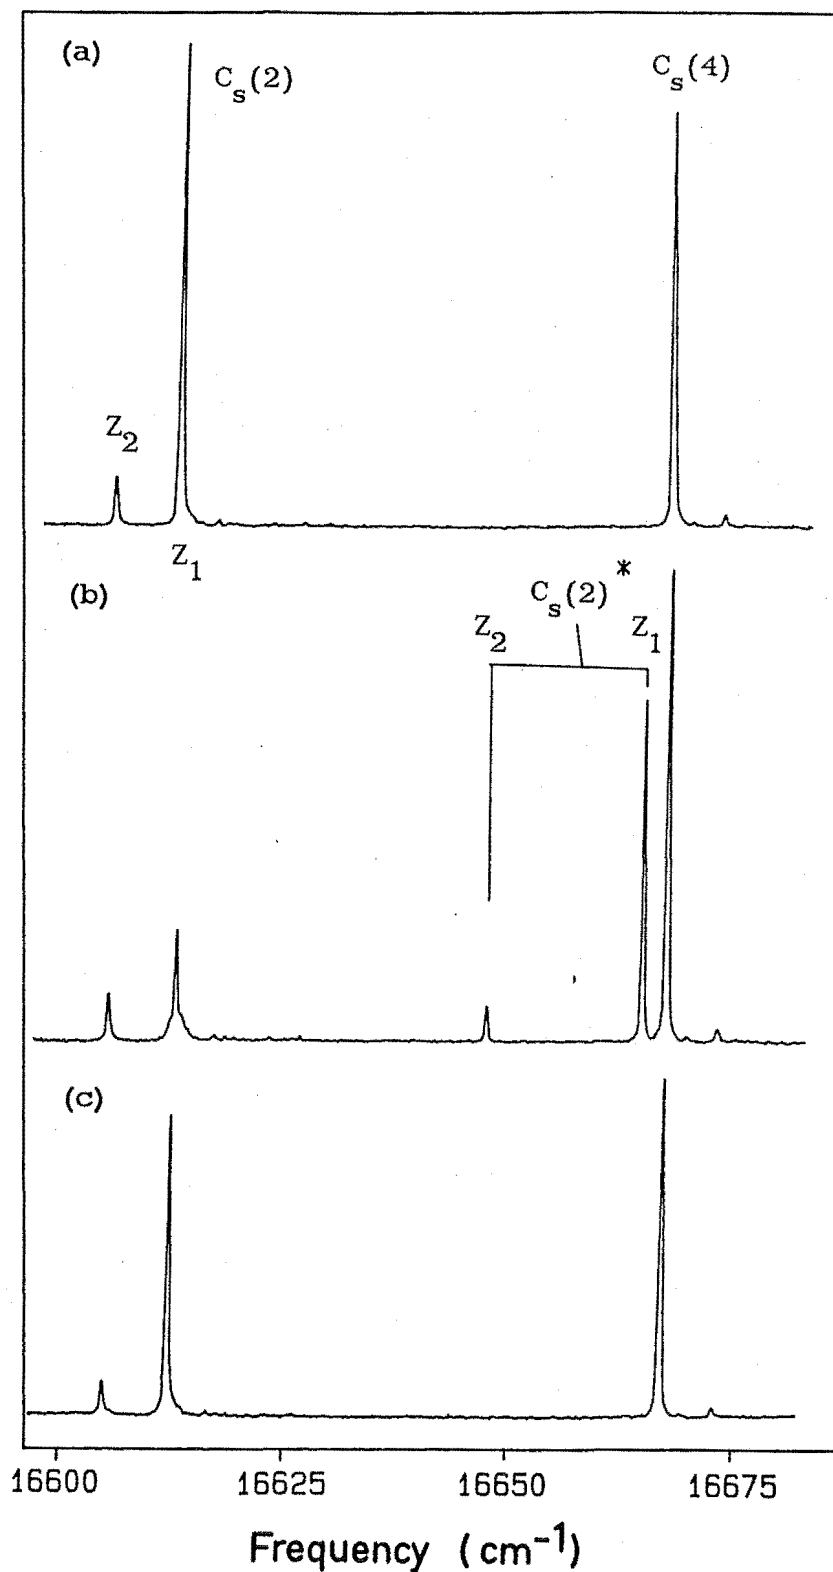 (a)
C_s(2)
C_s(4)
Z_2
Z_1
(b)
C_s(2)*
Z_2
Z_1
(c)
16600 16625 16650 16675
Frequency (cm⁻¹)